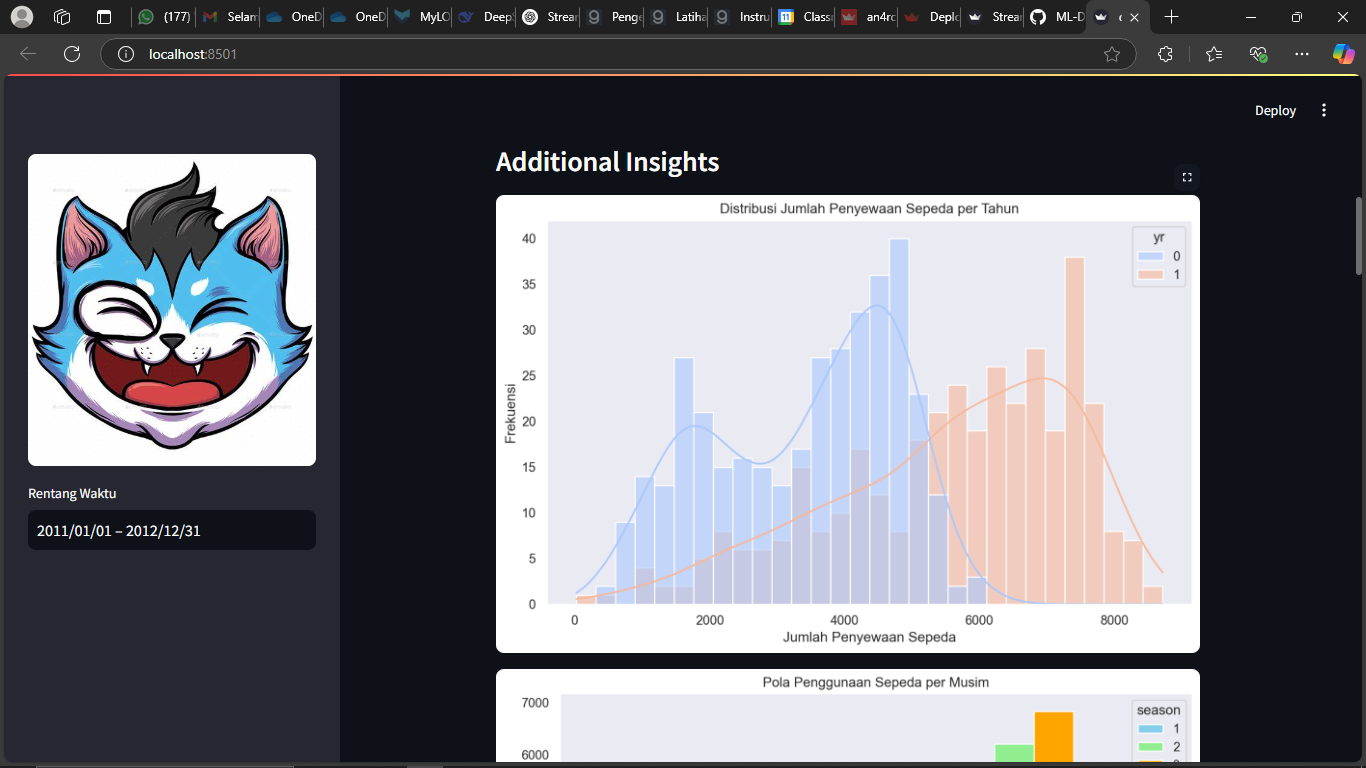 (177)
Selam
OneD
OneD
MyLO
Deep
Strear
Penge
Latiha
Instru
Classr
an4rc
Deplo
Strear
ML-D
localhost:8501
Deploy
Additional Insights
Rentang Waktu
2011/01/01 – 2012/12/31
Distribusi Jumlah Penyewaan Sepeda per Tahun
yr
0
1
Frekuensi
40
35
30
25
20
15
10
5
0
0 2000 4000 6000 8000
Jumlah Penyewaan Sepeda
Pola Penggunaan Sepeda per Musim
7000
6000
season
1
2